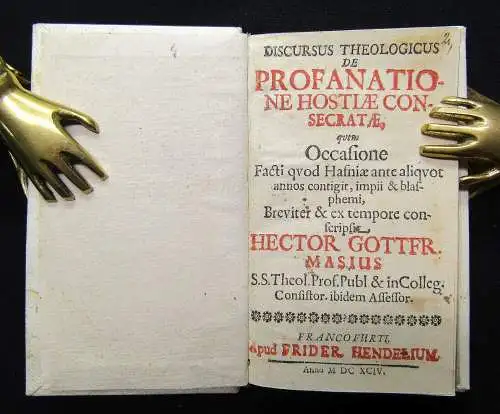 DISCURSUS THEOLOGICUS
DE
PROFANATIO-
NE HOSTIÆ CON-
SECRATÆ,
quem
Occasione
Facti qvod Hafniæ ante aliqvot
annos contigit, impii & blas-
phemi,
Breviter & ex tempore con-
scripsit
HECTOR GOTTFR.
MASIUS
S.S. Theol. Prof. Publ & in Colleg.
Consistor. ibidem Assessor.
FRANCOFURTI,
Apud FRIDER HENDELIUM.
Anno M DC XCIV.